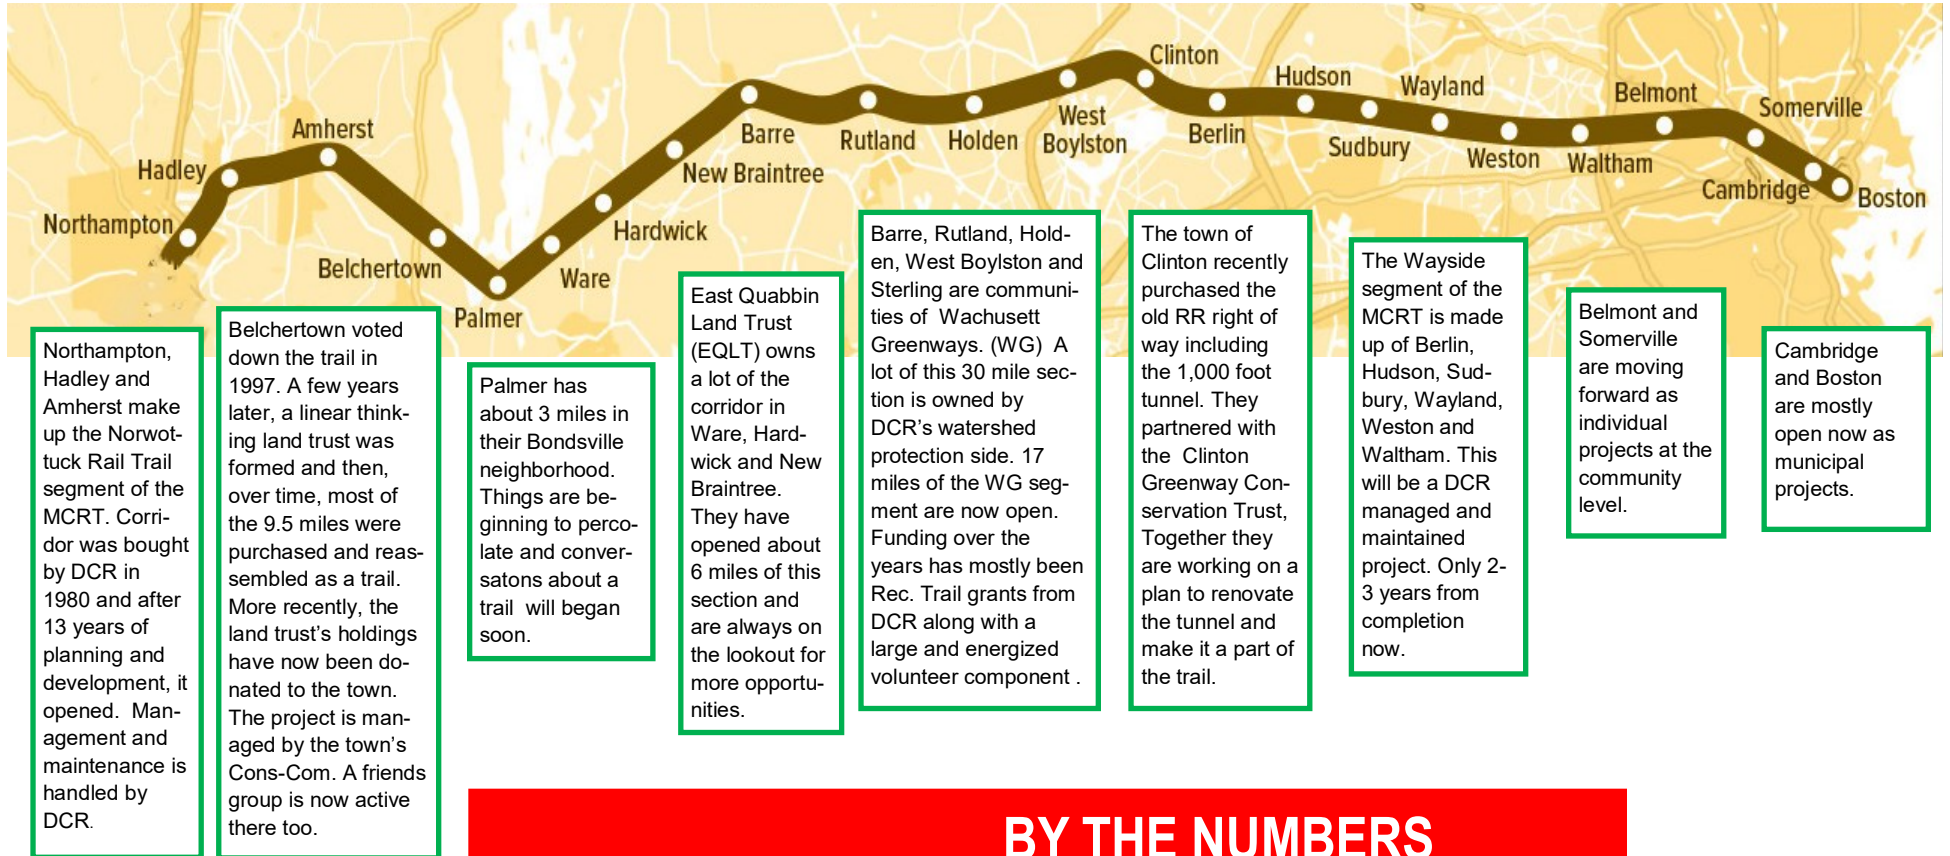 Northampton
Hadley
Amherst
Belchertown
Palmer
Ware
Hardwick
New Braintree
Barre
Rutland
Holden
West
Boylston
Clinton
Berlin
Hudson
Sudbury
Wayland
Weston
Waltham
Belmont
Somerville
Cambridge
Boston
Northampton,
Hadley and
Amherst make
up the Norwot-
tuck Rail Trail
segment of the
MCRT. Corri-
dor was bought
by DCR in
1980 and after
13 years of
planning and
development, it
opened.  Man-
agement and
maintenance is
handled by
DCR.
Belchertown voted
down the trail in
1997. A few years
later, a linear think-
ing land trust was
formed and then,
over time, most of
the 9.5 miles were
purchased and reas-
sembled as a trail.
More recently, the
land trust’s holdings
have now been do-
nated to the town.
The project is man-
aged by the town’s
Cons-Com. A friends
group is now active
there too.
Palmer has
about 3 miles in
their Bondsville
neighborhood.
Things are be-
ginning to perco-
late and conver-
satons about a
trail  will began
soon.
East Quabbin
Land Trust
(EQLT) owns
a lot of the
corridor in
Ware, Hard-
wick and New
Braintree.
They have
opened about
6 miles of this
section and
are always on
the lookout for
more opportu-
nities.
Barre, Rutland, Hold-
en, West Boylston and
Sterling are communi-
ties of  Wachusett
Greenways. (WG)  A
lot of this 30 mile sec-
tion is owned by
DCR’s watershed
protection side. 17
miles of the WG seg-
ment are now open.
Funding over the
years has mostly been
Rec. Trail grants from
DCR along with a
large and energized
volunteer component .
The town of
Clinton recently
purchased the
old RR right of
way including
the 1,000 foot
tunnel. They
partnered with
the  Clinton
Greenway Con-
servation Trust,
Together they
are working on a
plan to renovate
the tunnel and
make it a part of
the trail.
The Wayside
segment of the
MCRT is made
up of Berlin,
Hudson, Sud-
bury, Wayland,
Weston and
Waltham. This
will be a DCR
managed and
maintained
project. Only 2-
3 years from
completion
now.
Belmont and
Somerville
are moving
forward as
individual
projects at the
community
level.
Cambridge
and Boston
are mostly
open now as
municipal
projects.
BY THE NUMBERS